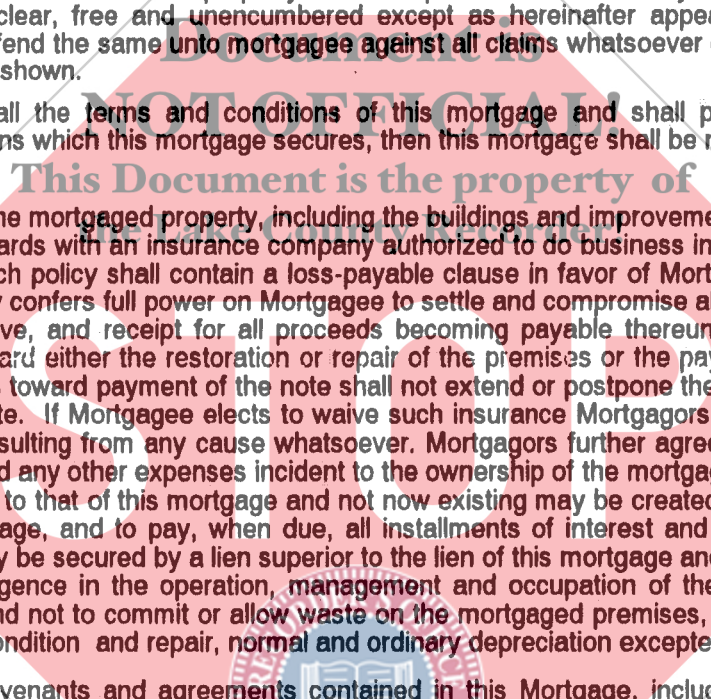 clear, free and unencumbered except as hereinafter appea
fend the same unto mortgagee against all claims whatsoever
Document is
shown.
all the terms and conditions of this mortgage and shall p
NOT OFFICIAL!
ns which this mortgage secures, then this mortgage shall be n
This Document is the property of
ne mortgaged property, including the buildings and improveme
the Lake County Recorder!
ards with an insurance company authorized to do business in
ch policy shall contain a loss-payable clause in favor of Mort
y confers full power on Mortgagee to settle and compromise a
ive, and receipt for all proceeds becoming payable thereun
ard either the restoration or repair of the premises or the pay
toward payment of the note shall not extend or postpone the
te. If Mortgagee elects to waive such insurance Mortgagors
STOP
sulting from any cause whatsoever. Mortgagors further agree
d any other expenses incident to the ownership of the mortga
to that of this mortgage and not now existing may be created
age, and to pay, when due, all installments of interest and
y be secured by a lien superior to the lien of this mortgage and
igence in the operation, management and occupation of the
nd not to commit or allow waste on the mortgaged premises,
ondition and repair, normal and ordinary depreciation excepte
RECORDER'S OFFICE
venants and agreements contained in this Mortgage, includ